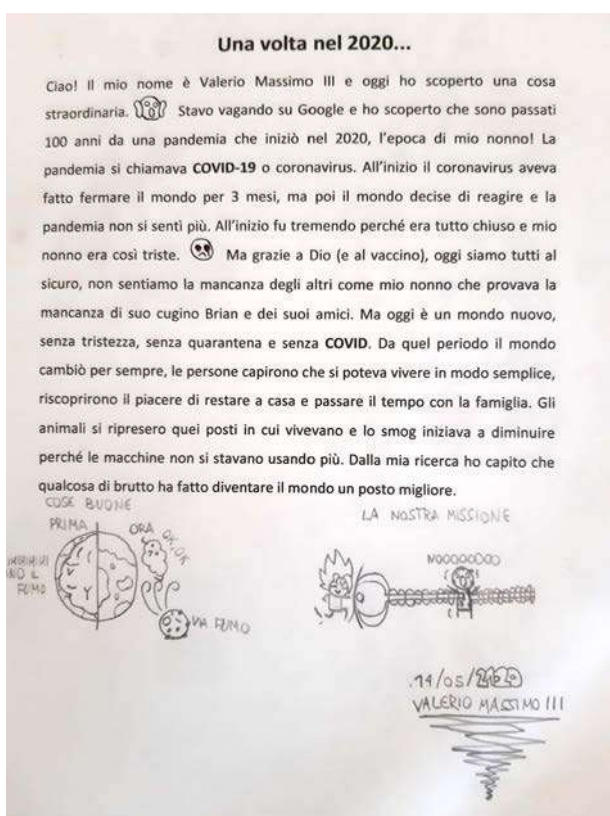 Una volta nel 2020...
Ciao! Il mio nome è Valerio Massimo III e oggi ho scoperto una cosa
straordinaria. Stavo vagando su Google e ho scoperto che sono passati
100 anni da una pandemia che iniziò nel 2020, l'epoca di mio nonno! La
pandemia si chiamava COVID-19 o coronavirus. All'inizio il coronavirus aveva
fatto fermare il mondo per 3 mesi, ma poi il mondo decise di reagire e la
pandemia non si sentì più. All'inizio fu tremendo perché era tutto chiuso e mio
nonno era così triste. Ma grazie a Dio (e al vaccino), oggi siamo tutti al
sicuro, non sentiamo la mancanza degli altri come mio nonno che provava la
mancanza di suo cugino Brian e dei suoi amici. Ma oggi è un mondo nuovo,
senza tristezza, senza quarantena e senza COVID. Da quel periodo il mondo
cambiò per sempre, le persone capirono che si poteva vivere in modo semplice,
riscoprirono il piacere di restare a casa e passare il tempo con la famiglia. Gli
animali si ripresero quei posti in cui vivevano e lo smog iniziava a diminuire
perché le macchine non si stavano usando più. Dalla mia ricerca ho capito che
qualcosa di brutto ha fatto diventare il mondo un posto migliore.
COSE BUONE
PRIMA
ORA
OK, OK
FUMO
VIA FUMO
LA NOSTRA MISSIONE
NOOOOOOO
14/05/2120
VALERIO MASSIMO III